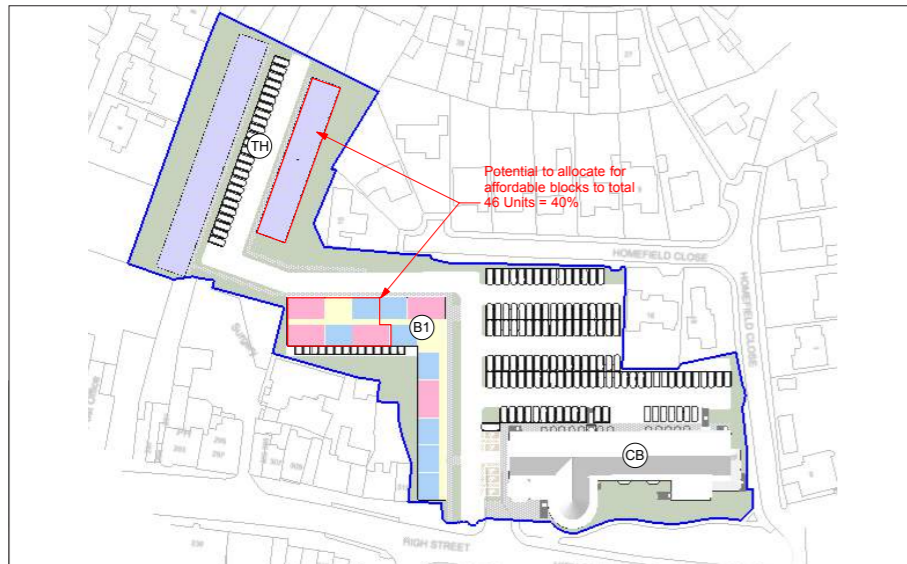 TH
Potential to allocate for
affordable blocks to total
46 Units = 40%
HOMEFIELD CLOSE
HOMEFIELD CLOSE
B1
CB
HIGH STREET